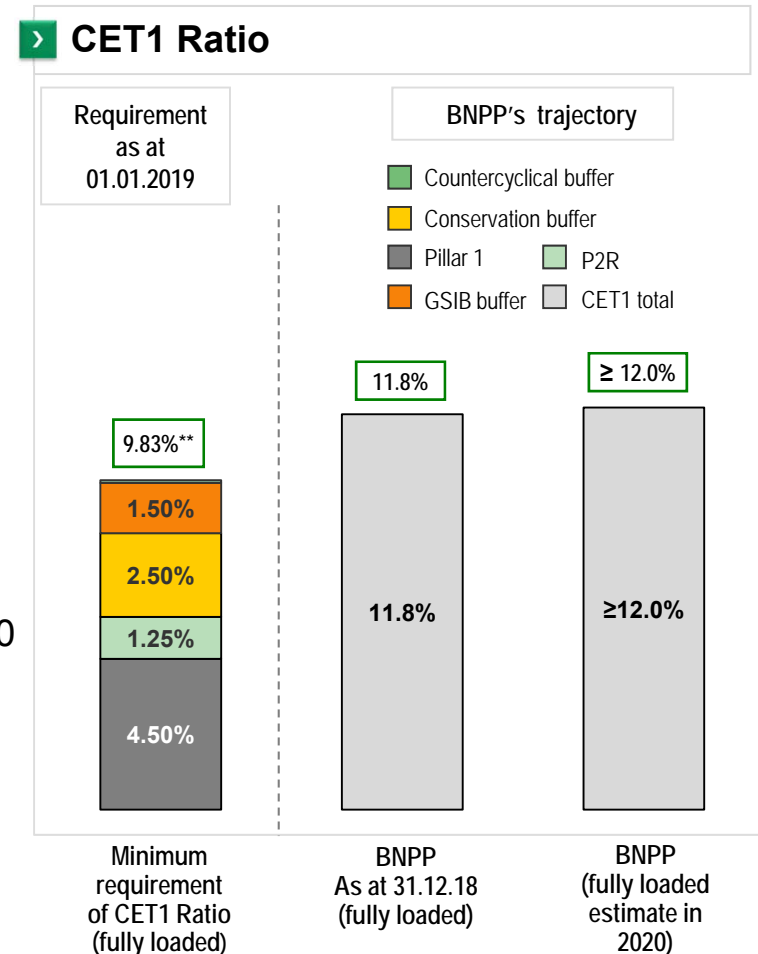 CET1 Ratio
Requirement
as at
01.01.2019
BNPP's trajectory
Countercyclical buffer
Conservation buffer
Pillar 1
P2R
GSIB buffer
CET1 total
9.83%**
11.8%
≥ 12.0%
1.50%
2.50%
1.25%
4.50%
11.8%
≥12.0%
0
Minimum
requirement
of CET1 Ratio
(fully loaded)
BNPP
As at 31.12.18
(fully loaded)
BNPP
(fully loaded
estimate in
2020)